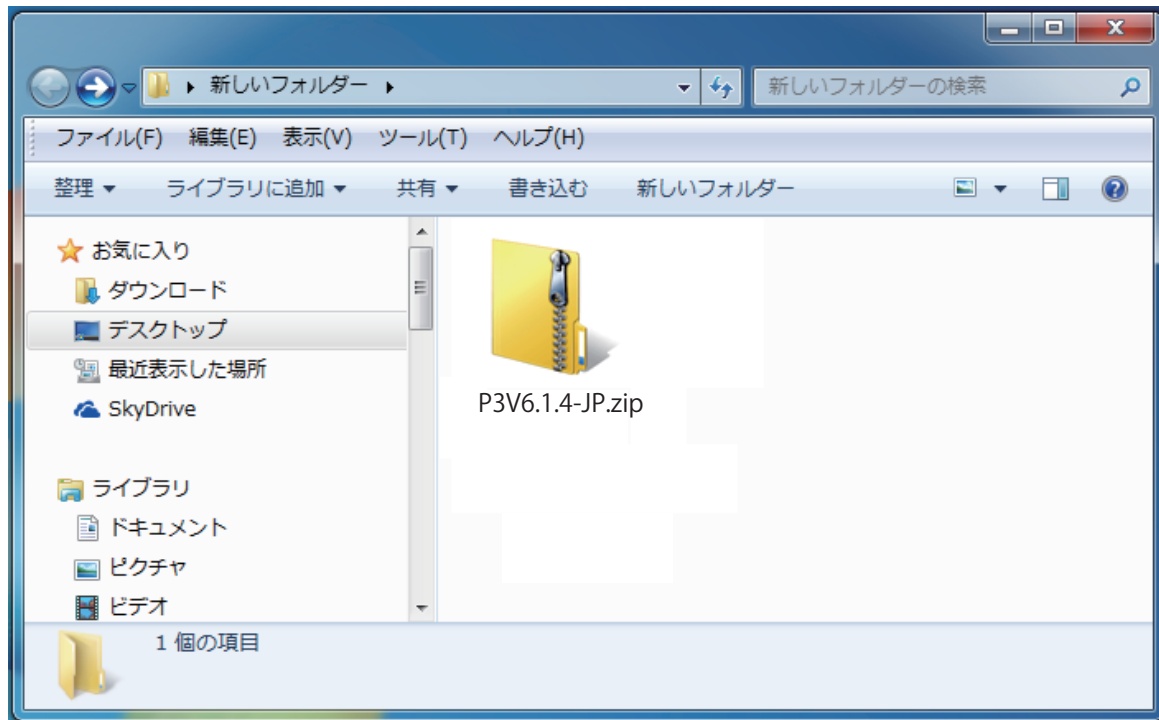 新しいフォルダー
新しいフォルダーの検索
ファイル(F) 編集(E) 表示(V) ツール(T) ヘルプ(H)
整理 ライブラリに追加 共有 書き込む 新しいフォルダー
お気に入り
ダウンロード
デスクトップ
最近表示した場所
SkyDrive
ライブラリ
ドキュメント
ピクチャ
ビデオ
P3V6.1.4-JP.zip
1 個の項目